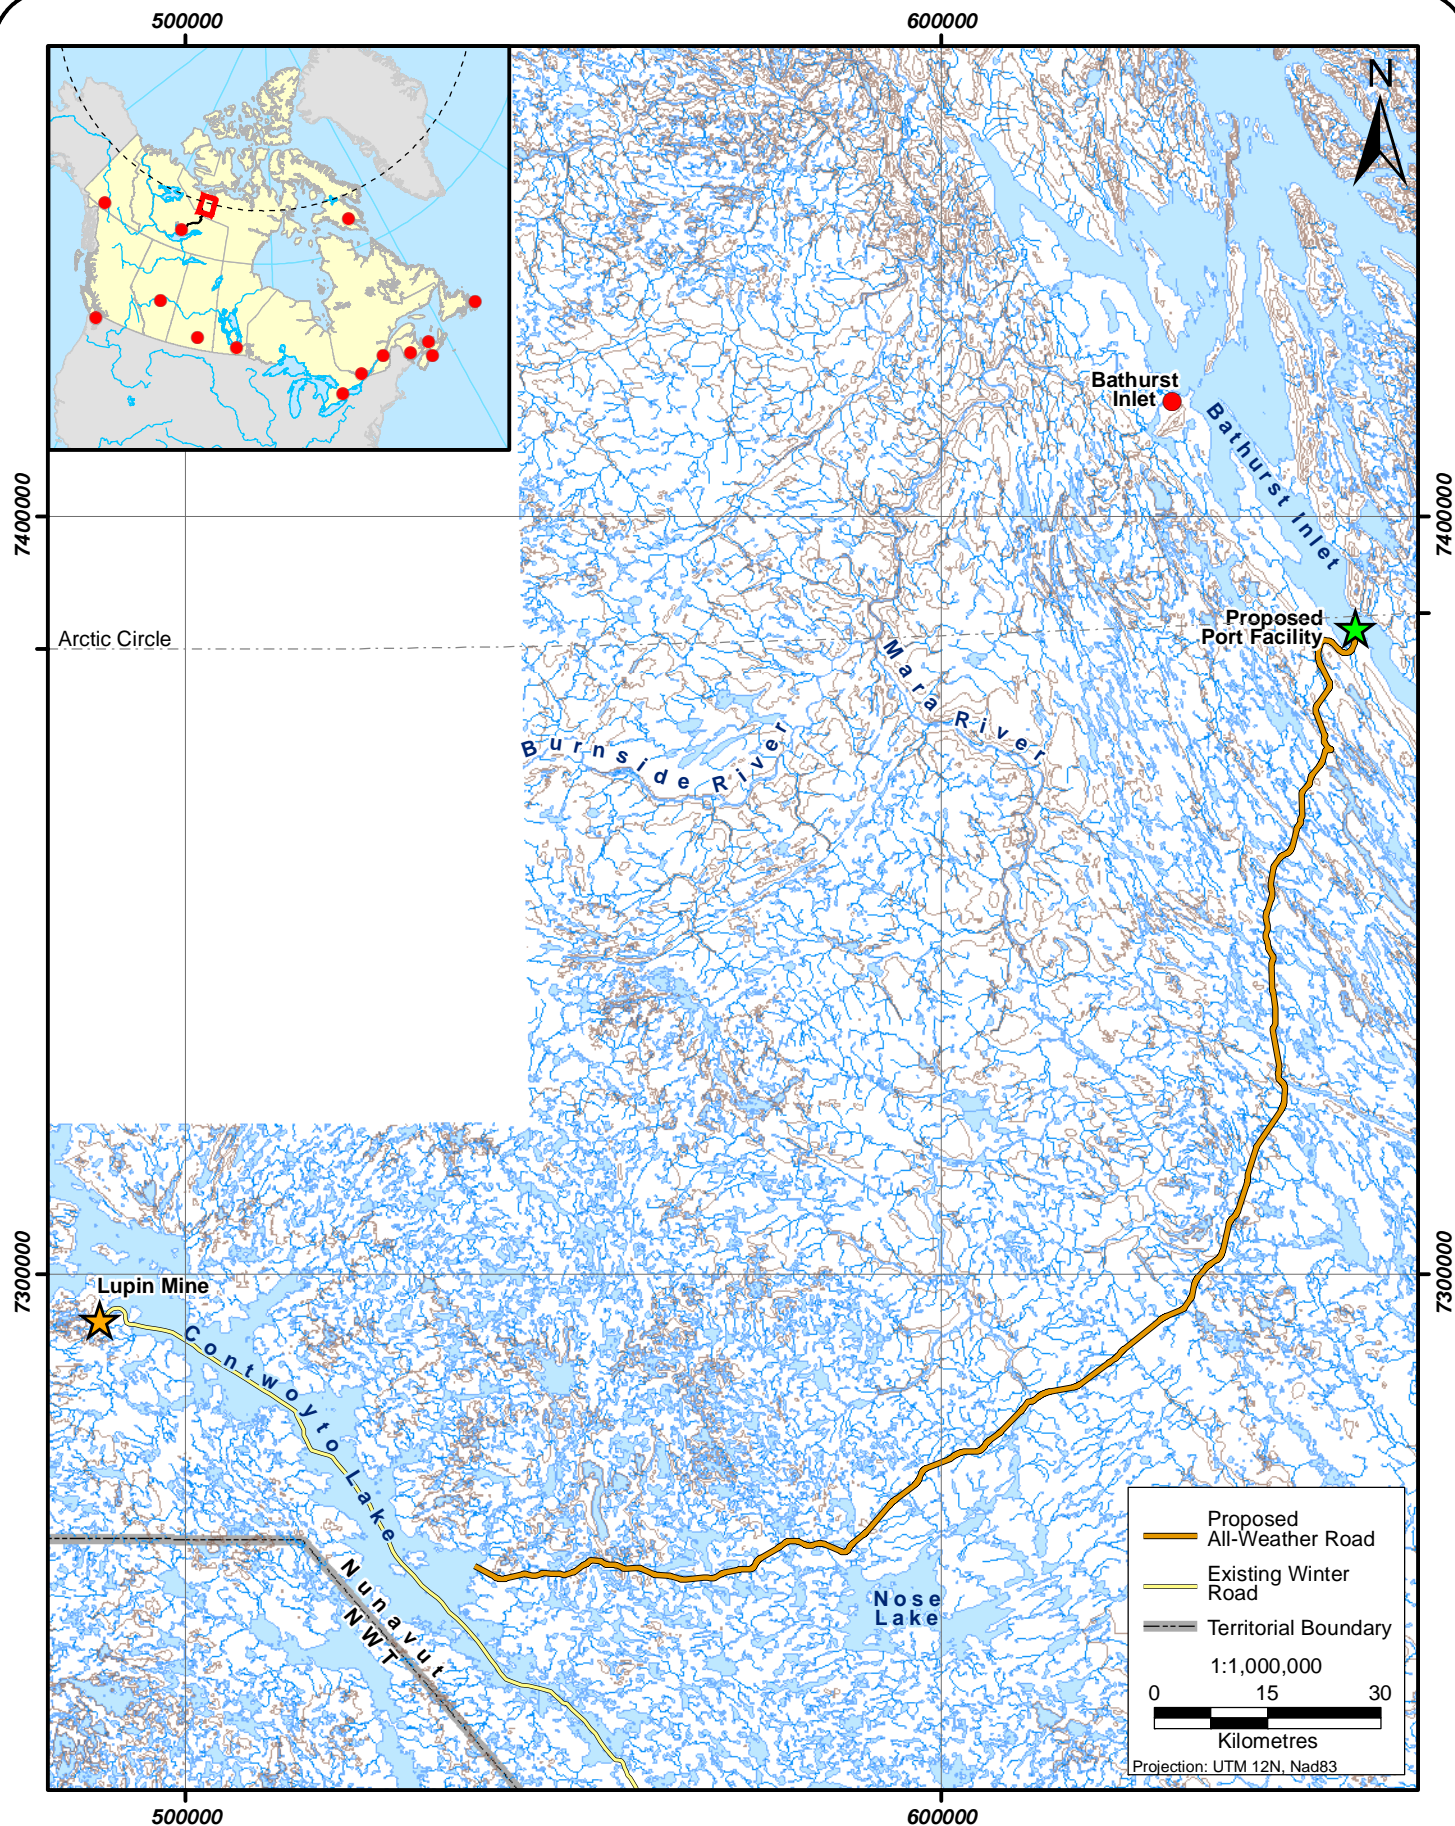 500000
600000
N
Bathurst
Inlet
Bathurst Inlet
7400000
7400000
Arctic Circle
Proposed
Port Facility
Mara River
Burnside River
7300000
7300000
Lupin Mine
Contwoyto Lake
Nunavut
NWT
Nose
Lake
Proposed
All-Weather Road
Existing Winter
Road
Territorial Boundary
1:1,000,000
0 15 30
Kilometres
Projection: UTM 12N, Nad83
500000
600000